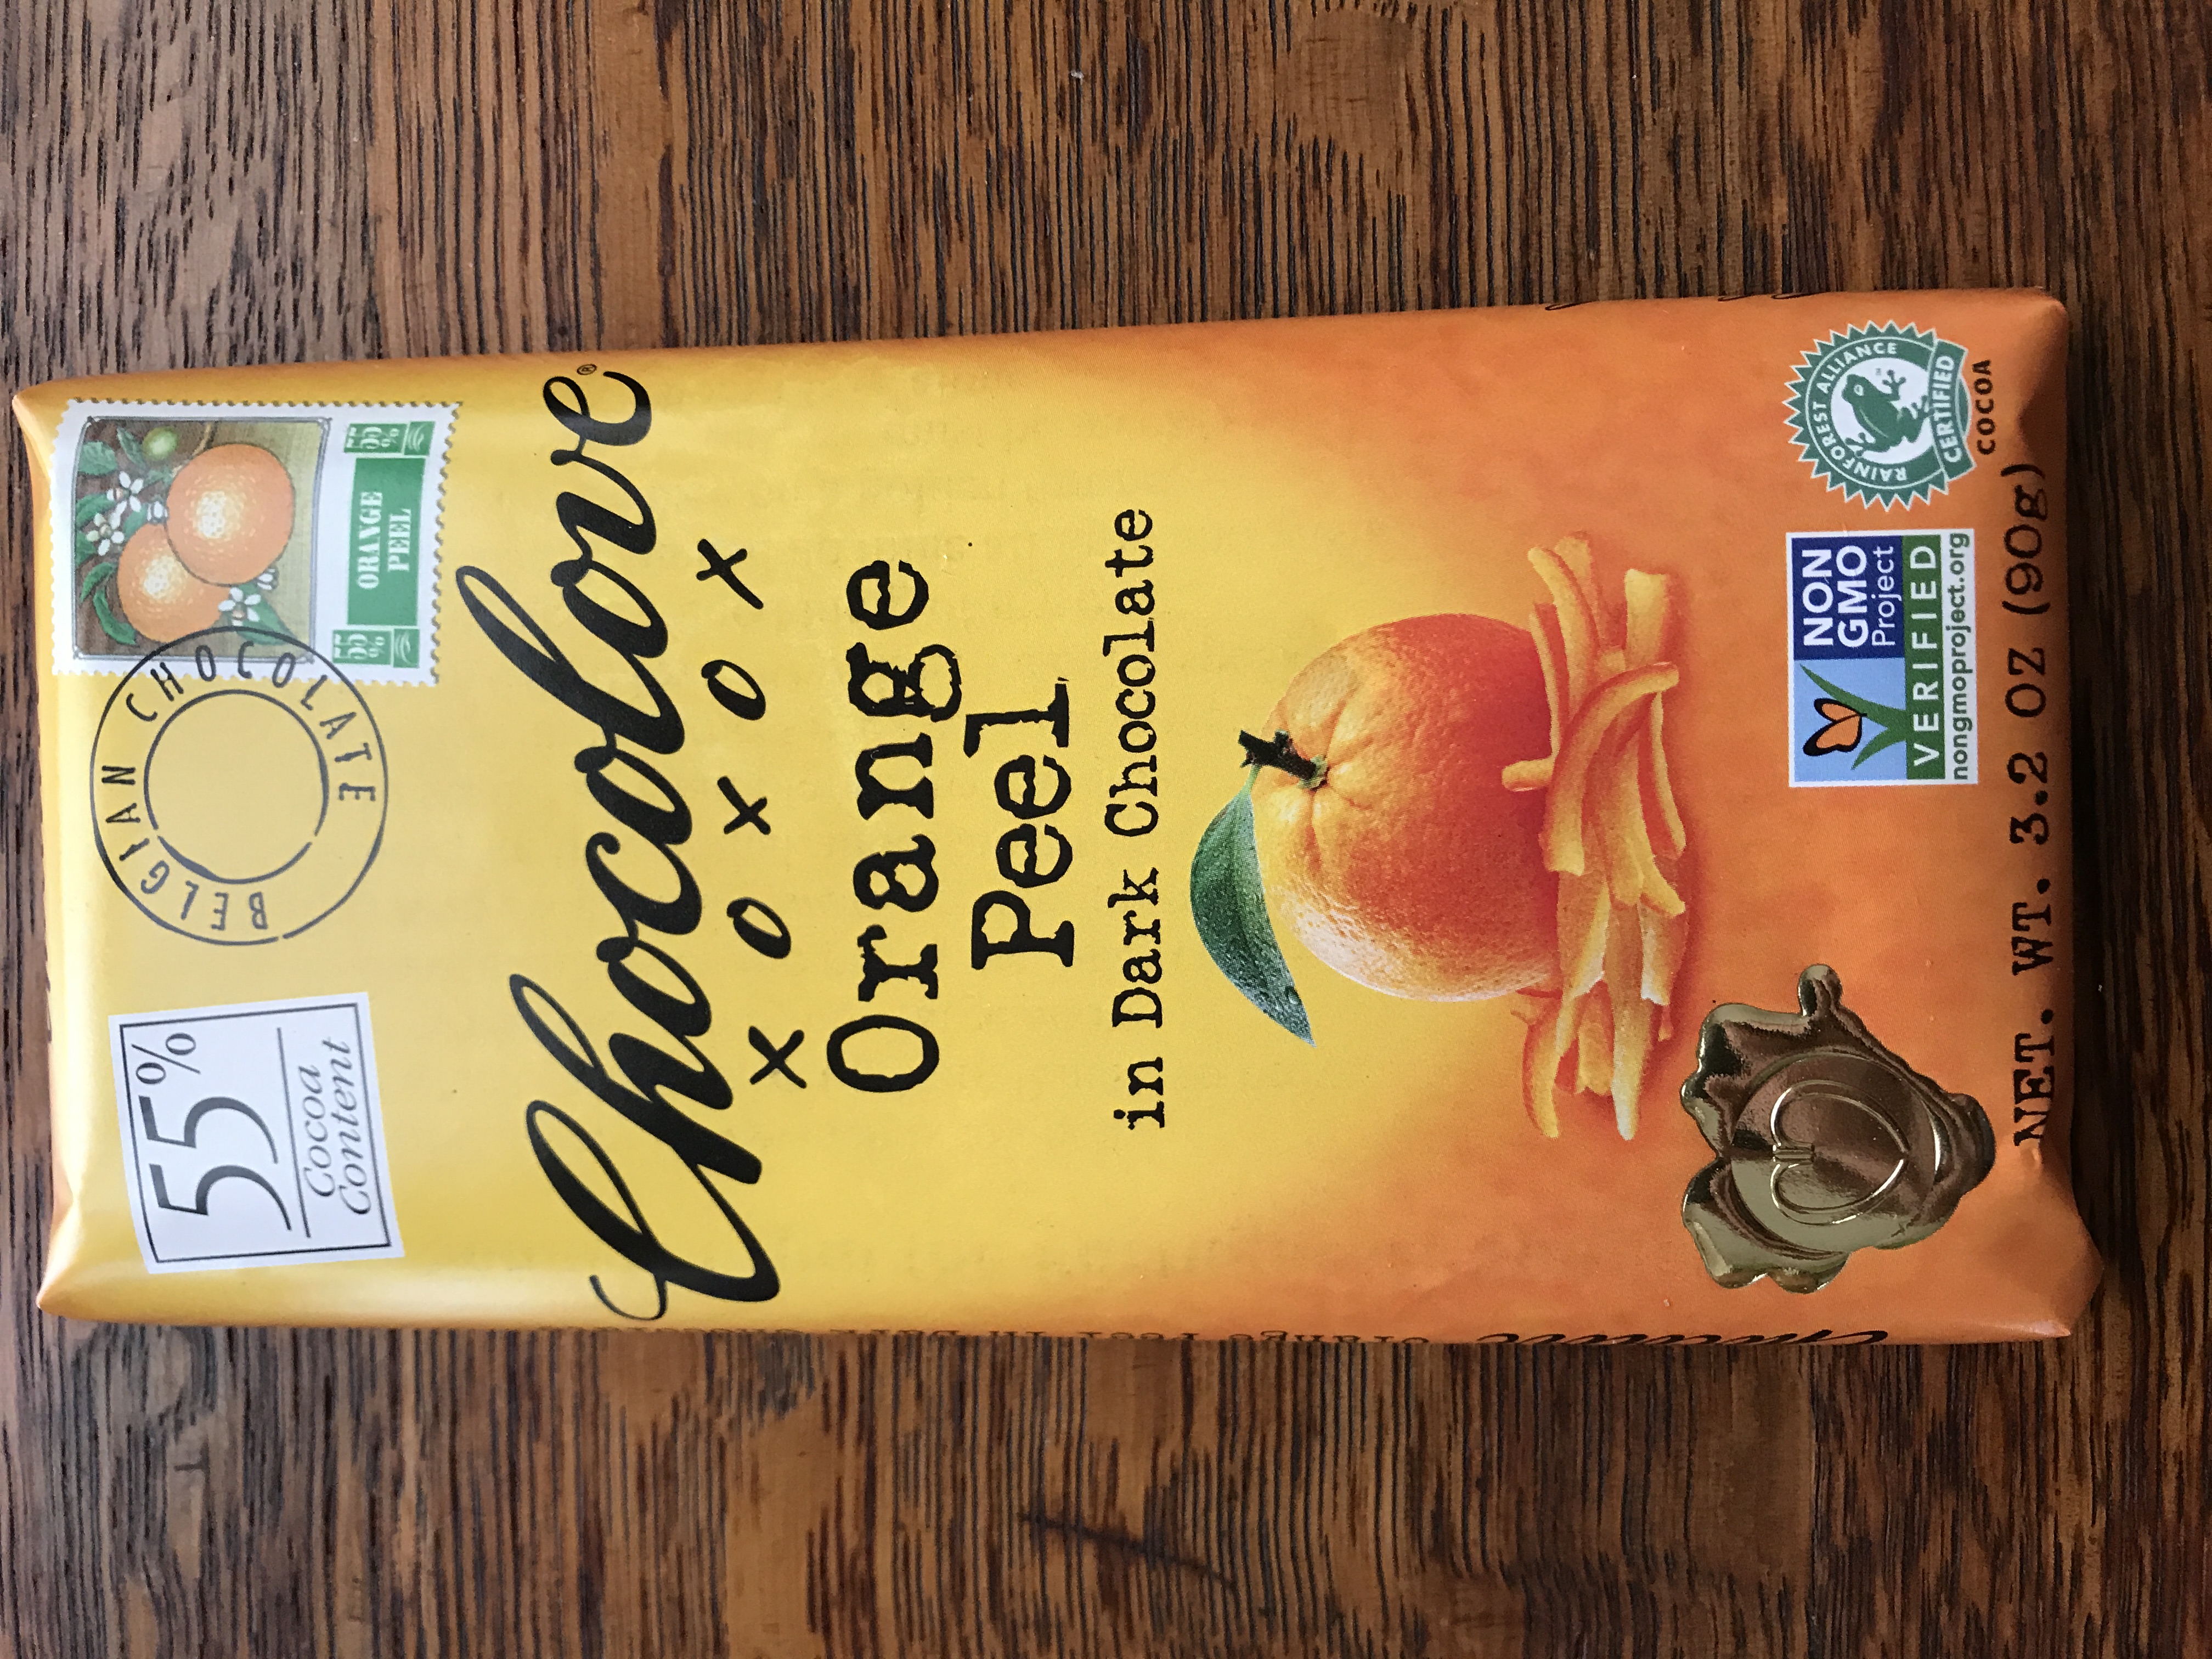 55%
Cocoa
Content
BELGIAN CHOCOLATE
55%
ORANGE
PEEL
55%
Chocolove®
x o x o x
Orange
Peel
in Dark Chocolate
NON
GMO
Project
VERIFIED
nongmoproject.org
RAINFOREST ALLIANCE
CERTIFIED
COCOA
NET. WT. 3.2 OZ (90g)